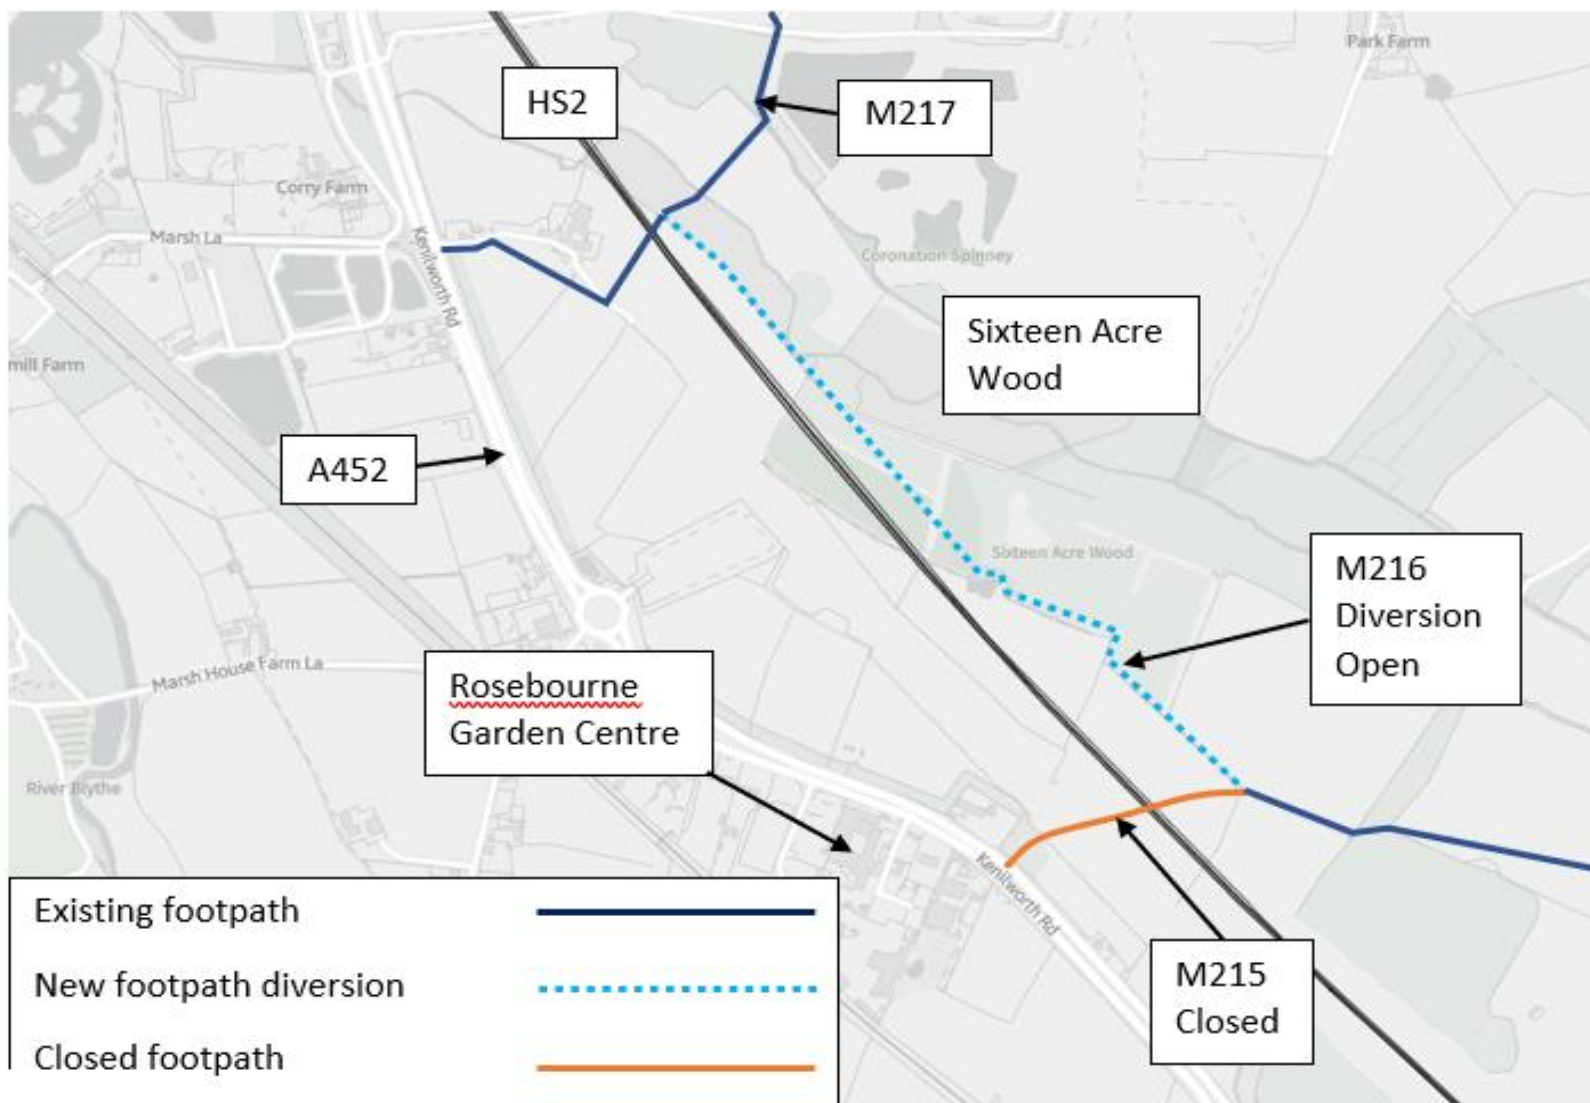 Park Farm
HS2
M217
Corry Farm
Marsh La
Kenilworth Rd
Coronation Spinney
Sixteen Acre
Wood
mill Farm
A452
Sixteen Acre Wood
M216
Diversion
Open
Marsh House Farm La
Rosebourne
Garden Centre
River Blythe
Kenilworth Rd
M215
Closed
Existing footpath
New footpath diversion
Closed footpath